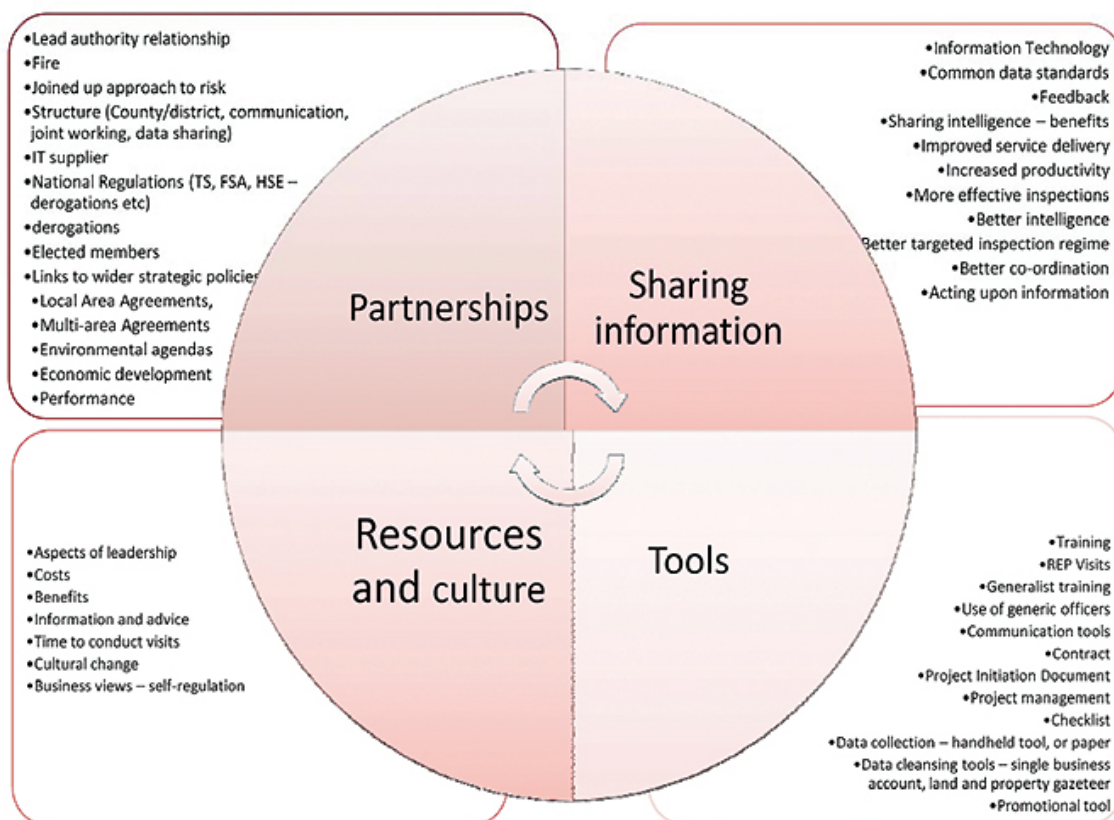 •Lead authority relationship
•Fire
•Joined up approach to risk
•Structure (County/district, communication,
joint working, data sharing)
•IT supplier
•National Regulations (TS, FSA, HSE –
derogations etc)
•derogations
•Elected members
•Links to wider strategic policies
•Local Area Agreements,
•Multi-area Agreements
•Environmental agendas
•Economic development
•Performance
•Information Technology
•Common data standards
•Feedback
•Sharing intelligence – benefits
•Improved service delivery
•Increased productivity
•More effective inspections
•Better intelligence
Better targeted inspection regime
•Better co-ordination
•Acting upon information
Partnerships
Sharing
information
Resources
and culture
Tools
•Aspects of leadership
•Costs
•Benefits
•Information and advice
•Time to conduct visits
•Cultural change
•Business views – self-regulation
•Training
•REP Visits
•Generalist training
•Use of generic officers
•Communication tools
•Contract
•Project Initiation Document
•Project management
•Checklist
•Data collection – handheld tool, or paper
•Data cleansing tools – single business
account, land and property gazeteer
•Promotional tool